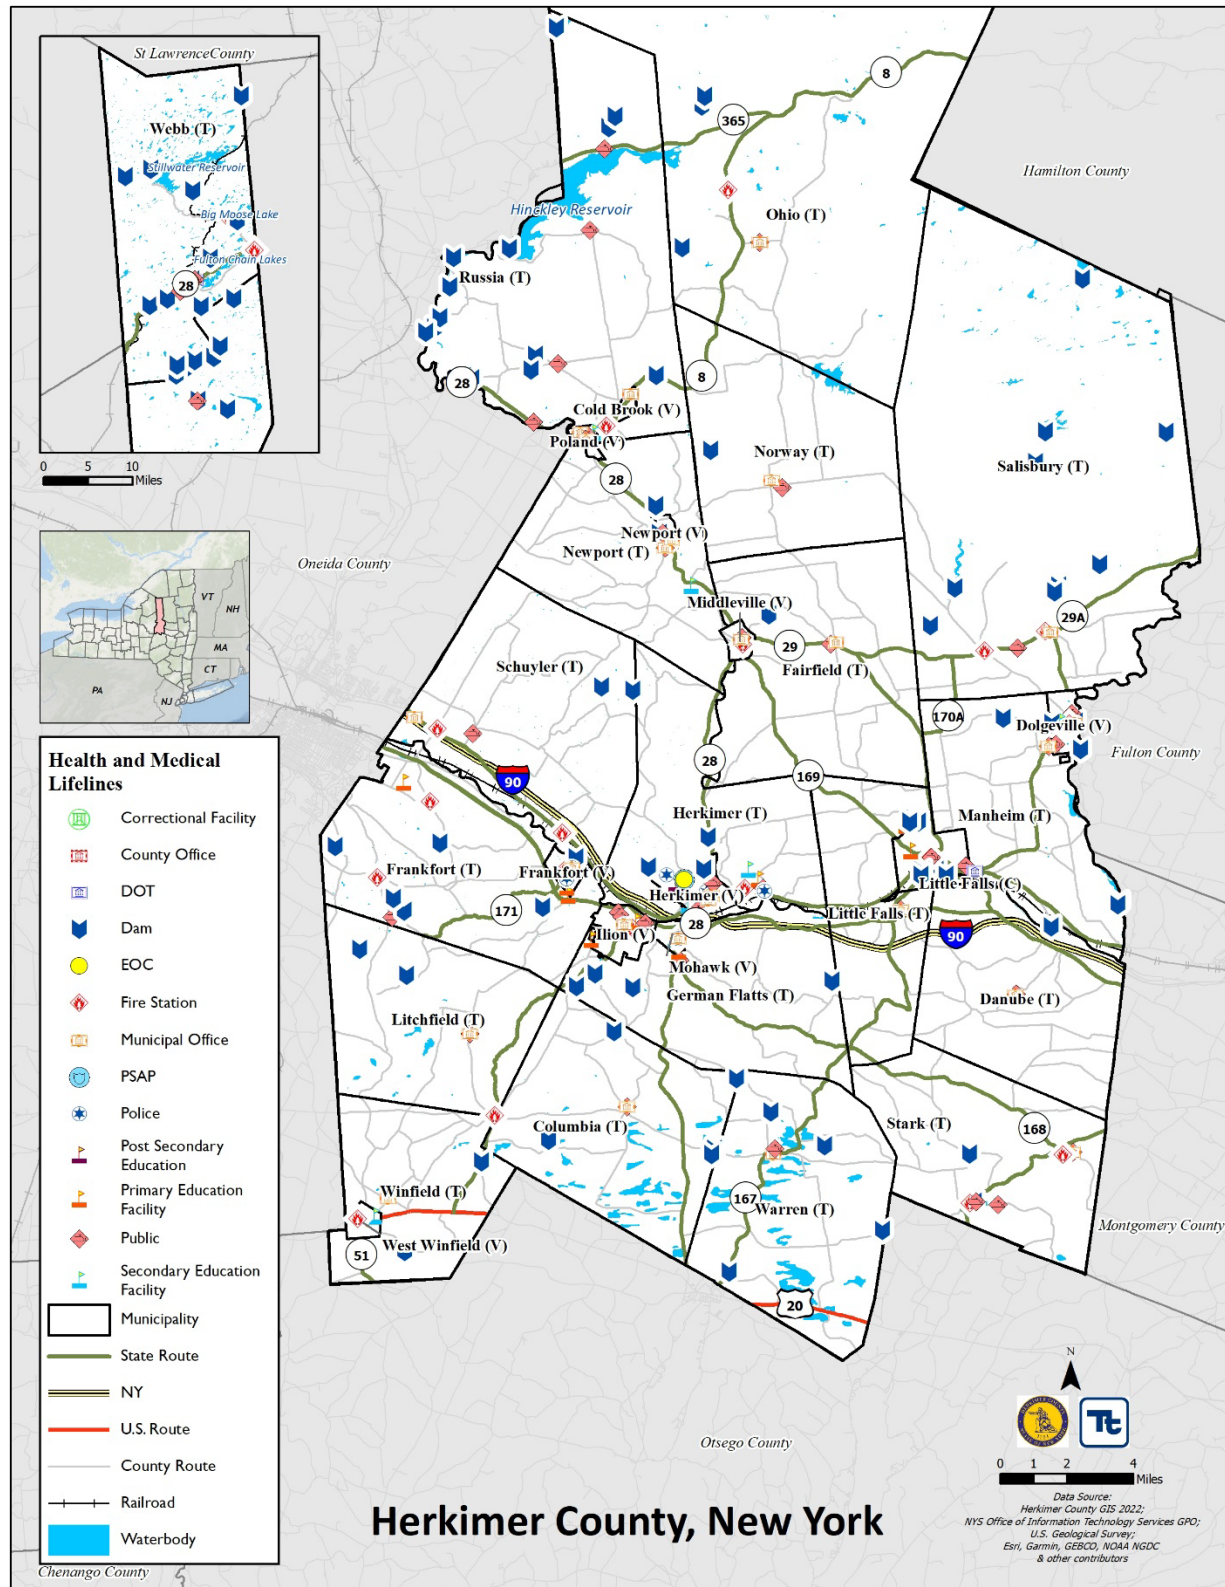 St Lawrence County
Webb (T)
Stillwater Reservoir
Big Moose Lake
Fulton Chain Lakes
28
0 5 10
Miles
8
365
Hamilton County
Ohio (T)
Hinckley Reservoir
Russia (T)
28
8
Cold Brook (V)
Poland (V)
Norway (T)
Salisbury (T)
28
Newport (V)
Newport (T)
Oneida County
VT
NH
MA
CT
PA
NJ
Middleville (V)
29A
29
Fairfield (T)
Schuyler (T)
170A
Dolgeville (V)
Fulton County
28
90
169
Herkimer (T)
Manheim (T)
Frankfort (T)
Frankfort (V)
Herkimer (V)
Little Falls (C)
171
Little Falls (T)
28
90
Ilion (V)
Mohawk (V)
German Flatts (T)
Danube (T)
Litchfield (T)
Columbia (T)
Stark (T)
168
Winfield (T)
167
Warren (T)
Montgomery County
West Winfield (V)
51
20
Health and Medical
Lifelines
Correctional Facility
County Office
DOT
Dam
EOC
Fire Station
Municipal Office
PSAP
Police
Post Secondary
Education
Primary Education
Facility
Public
Secondary Education
Facility
Municipality
State Route
NY
U.S. Route
County Route
Railroad
Waterbody
Chenango County
Otsego County
Herkimer County, New York
N
Tt
0 1 2 4
Miles
Data Source:
Herkimer County GIS 2022;
NYS Office of Information Technology Services GPO;
U.S. Geological Survey;
Esri, Garmin, GEBCO, NOAA NGDC
& other contributors